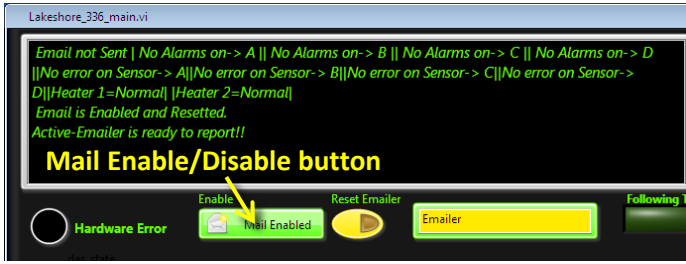 Lakeshore_336_main.vi
Email not Sent | No Alarms on-> A || No Alarms on-> B || No Alarms on-> C || No Alarms on-> D
||No error on Sensor-> A||No error on Sensor-> B||No error on Sensor-> C||No error on Sensor->
D||Heater 1=Normal| |Heater 2=Normal|
Email is Enabled and Resetted.
Active-Emailer is ready to report!!
Mail Enable/Disable button
Enable
Reset Emailer
Following T
Hardware Error
Mail Enabled
Emailer
das_state